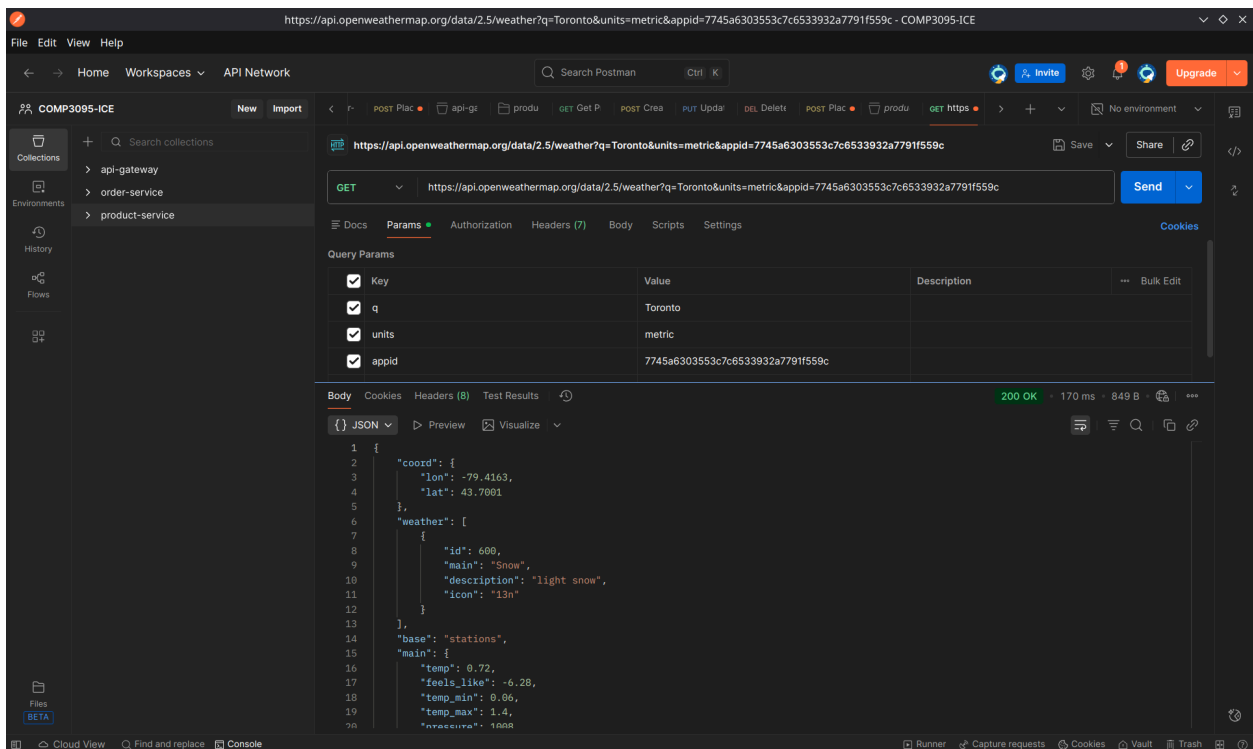 https://api.openweathermap.org/data/2.5/weather?q=Toronto&units=metric&appid=7745a6303553c7c6533932a7791f559c - COMP3095-ICE
File Edit View Help
Home Workspaces API Network Search Postman Ctrl K Invite 1 Upgrade
COMP3095-ICE New Import r- POST Plac api-ga produ GET Get P POST Crea PUT Updat DEL Delete POST Plac produ GET https No environment
Collections
Environments
History
Flows
Files
BETA
Search collections
api-gateway
order-service
product-service
HTTP https://api.openweathermap.org/data/2.5/weather?q=Toronto&units=metric&appid=7745a6303553c7c6533932a7791f559c Save Share
GET https://api.openweathermap.org/data/2.5/weather?q=Toronto&units=metric&appid=7745a6303553c7c6533932a7791f559c Send
Docs Params Authorization Headers (7) Body Scripts Settings Cookies
Query Params
Key Value Description Bulk Edit
q Toronto
units metric
appid 7745a6303553c7c6533932a7791f559c
Body Cookies Headers (8) Test Results 200 OK 170 ms 849 B
{} JSON Preview Visualize
1 {
2 "coord": {
3 "lon": -79.4163,
4 "lat": 43.7001
5 },
6 "weather": [
7 {
8 "id": 600,
9 "main": "Snow",
10 "description": "light snow",
11 "icon": "13n"
12 }
13 ],
14 "base": "stations",
15 "main": {
16 "temp": 0.72,
17 "feels_like": -6.28,
18 "temp_min": 0.06,
19 "temp_max": 1.4,
20 "pressure": 1008
Cloud View Find and replace Console Runner Capture requests Cookies Vault Trash